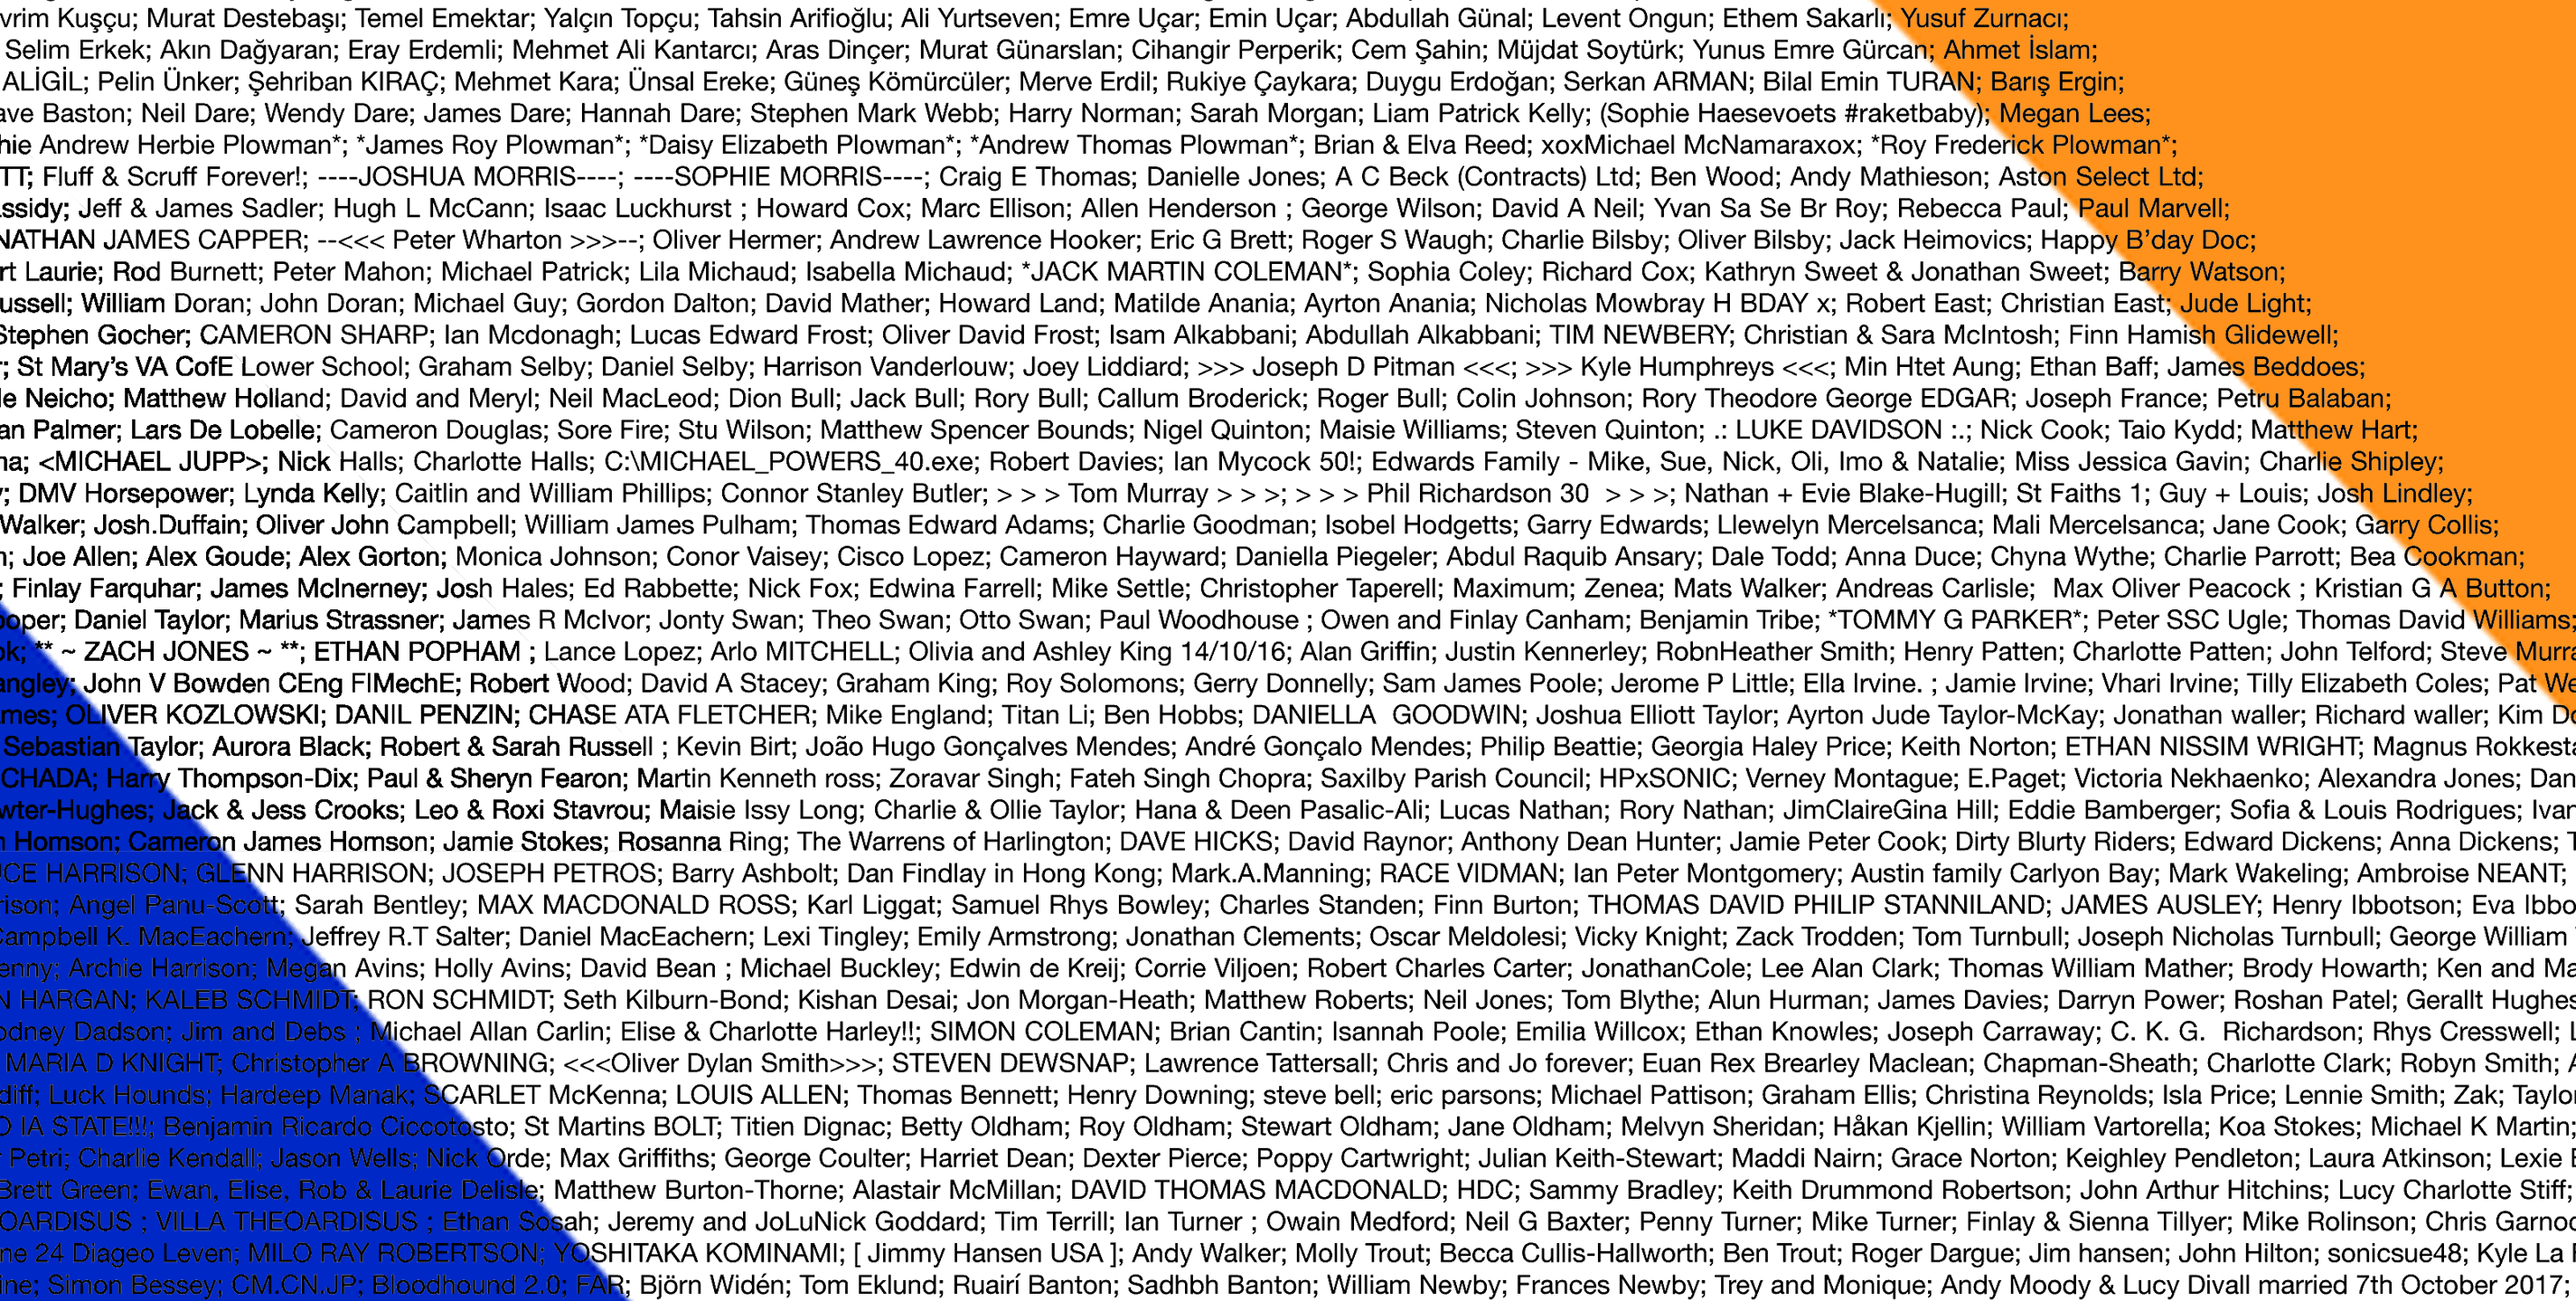 vrim Kuşçu; Murat Destebaşı; Temel Emektar; Yalçın Topçu; Tahsin Arifioğlu; Ali Yurtseven; Emre Uçar; Emin Uçar; Abdullah Günal; Levent Ongun; Ethem Sakarlı; Yusuf Zurnacı;
Selim Erkek; Akın Dağyaran; Eray Erdemli; Mehmet Ali Kantarcı; Aras Dinçer; Murat Günarslan; Cihangir Perperik; Cem Şahin; Müjdat Soytürk; Yunus Emre Gürcan; Ahmet İslam;
ALİGİL; Pelin Ünker; Şehriban KIRAÇ; Mehmet Kara; Ünsal Ereke; Güneş Kömürcüler; Merve Erdil; Rukiye Çaykara; Duygu Erdoğan; Serkan ARMAN; Bilal Emin TURAN; Barış Ergin;
ave Baston; Neil Dare; Wendy Dare; James Dare; Hannah Dare; Stephen Mark Webb; Harry Norman; Sarah Morgan; Liam Patrick Kelly; (Sophie Haesevoets #raketbaby); Megan Lees;
hie Andrew Herbie Plowman*; *James Roy Plowman*; *Daisy Elizabeth Plowman*; *Andrew Thomas Plowman*; Brian & Elva Reed; xoxMichael McNamaraxox; *Roy Frederick Plowman*;
TT; Fluff & Scruff Forever!; ----JOSHUA MORRIS----; ----SOPHIE MORRIS----; Craig E Thomas; Danielle Jones; A C Beck (Contracts) Ltd; Ben Wood; Andy Mathieson; Aston Select Ltd;
ssidy; Jeff & James Sadler; Hugh L McCann; Isaac Luckhurst ; Howard Cox; Marc Ellison; Allen Henderson ; George Wilson; David A Neil; Yvan Sa Se Br Roy; Rebecca Paul; Paul Marvell;
NATHAN JAMES CAPPER; --<<< Peter Wharton >>>--; Oliver Hermer; Andrew Lawrence Hooker; Eric G Brett; Roger S Waugh; Charlie Bilsby; Oliver Bilsby; Jack Heimovics; Happy B’day Doc;
rt Laurie; Rod Burnett; Peter Mahon; Michael Patrick; Lila Michaud; Isabella Michaud; *JACK MARTIN COLEMAN*; Sophia Coley; Richard Cox; Kathryn Sweet & Jonathan Sweet; Barry Watson;
ussell; William Doran; John Doran; Michael Guy; Gordon Dalton; David Mather; Howard Land; Matilde Anania; Ayrton Anania; Nicholas Mowbray H BDAY x; Robert East; Christian East; Jude Light;
Stephen Gocher; CAMERON SHARP; Ian Mcdonagh; Lucas Edward Frost; Oliver David Frost; Isam Alkabbani; Abdullah Alkabbani; TIM NEWBERY; Christian & Sara McIntosh; Finn Hamish Glidewell;
; St Mary’s VA CofE Lower School; Graham Selby; Daniel Selby; Harrison Vanderlouw; Joey Liddiard; >>> Joseph D Pitman <<<; >>> Kyle Humphreys <<<; Min Htet Aung; Ethan Baff; James Beddoes;
le Neicho; Matthew Holland; David and Meryl; Neil MacLeod; Dion Bull; Jack Bull; Rory Bull; Callum Broderick; Roger Bull; Colin Johnson; Rory Theodore George EDGAR; Joseph France; Petru Balaban;
an Palmer; Lars De Lobelle; Cameron Douglas; Sore Fire; Stu Wilson; Matthew Spencer Bounds; Nigel Quinton; Maisie Williams; Steven Quinton; .: LUKE DAVIDSON :.; Nick Cook; Taio Kydd; Matthew Hart;
na; <MICHAEL JUPP>; Nick Halls; Charlotte Halls; C:\MICHAEL_POWERS_40.exe; Robert Davies; Ian Mycock 50!; Edwards Family - Mike, Sue, Nick, Oli, Imo & Natalie; Miss Jessica Gavin; Charlie Shipley;
; DMV Horsepower; Lynda Kelly; Caitlin and William Phillips; Connor Stanley Butler; > > > Tom Murray > > >; > > > Phil Richardson 30 > > >; Nathan + Evie Blake-Hugill; St Faiths 1; Guy + Louis; Josh Lindley;
Walker; Josh.Duffain; Oliver John Campbell; William James Pulham; Thomas Edward Adams; Charlie Goodman; Isobel Hodgetts; Garry Edwards; Llewelyn Mercelsanca; Mali Mercelsanca; Jane Cook; Garry Collis;
n; Joe Allen; Alex Goude; Alex Gorton; Monica Johnson; Conor Vaisey; Cisco Lopez; Cameron Hayward; Daniella Piegeler; Abdul Raquib Ansary; Dale Todd; Anna Duce; Chyna Wythe; Charlie Parrott; Bea Cookman;
; Finlay Farquhar; James McInerney; Josh Hales; Ed Rabbette; Nick Fox; Edwina Farrell; Mike Settle; Christopher Taperell; Maximum; Zenea; Mats Walker; Andreas Carlisle; Max Oliver Peacock ; Kristian G A Button;
ooper; Daniel Taylor; Marius Strassner; James R McIvor; Jonty Swan; Theo Swan; Otto Swan; Paul Woodhouse ; Owen and Finlay Canham; Benjamin Tribe; *TOMMY G PARKER*; Peter SSC Ugle; Thomas David Williams;
ok; ** ~ ZACH JONES ~ **; ETHAN POPHAM ; Lance Lopez; Arlo MITCHELL; Olivia and Ashley King 14/10/16; Alan Griffin; Justin Kennerley; RobnHeather Smith; Henry Patten; Charlotte Patten; John Telford; Steve Murra
angley; John V Bowden CEng FIMechE; Robert Wood; David A Stacey; Graham King; Roy Solomons; Gerry Donnelly; Sam James Poole; Jerome P Little; Ella Irvine. ; Jamie Irvine; Vhari Irvine; Tilly Elizabeth Coles; Pat We
mes; OLIVER KOZLOWSKI; DANIL PENZIN; CHASE ATA FLETCHER; Mike England; Titan Li; Ben Hobbs; DANIELLA GOODWIN; Joshua Elliott Taylor; Ayrton Jude Taylor-McKay; Jonathan waller; Richard waller; Kim Do
Sebastian Taylor; Aurora Black; Robert & Sarah Russell ; Kevin Birt; João Hugo Gonçalves Mendes; André Gonçalo Mendes; Philip Beattie; Georgia Haley Price; Keith Norton; ETHAN NISSIM WRIGHT; Magnus Rokkesta
CHADA; Harry Thompson-Dix; Paul & Sheryn Fearon; Martin Kenneth ross; Zoravar Singh; Fateh Singh Chopra; Saxilby Parish Council; HPxSONIC; Verney Montague; E.Paget; Victoria Nekhaenko; Alexandra Jones; Dan
wter-Hughes; Jack & Jess Crooks; Leo & Roxi Stavrou; Maisie Issy Long; Charlie & Ollie Taylor; Hana & Deen Pasalic-Ali; Lucas Nathan; Rory Nathan; JimClaireGina Hill; Eddie Bamberger; Sofia & Louis Rodrigues; Ivan
n Homson; Cameron James Homson; Jamie Stokes; Rosanna Ring; The Warrens of Harlington; DAVE HICKS; David Raynor; Anthony Dean Hunter; Jamie Peter Cook; Dirty Blurty Riders; Edward Dickens; Anna Dickens; T
CE HARRISON; GLENN HARRISON; JOSEPH PETROS; Barry Ashbolt; Dan Findlay in Hong Kong; Mark.A.Manning; RACE VIDMAN; Ian Peter Montgomery; Austin family Carlyon Bay; Mark Wakeling; Ambroise NEANT;
rison; Angel Panu-Scott; Sarah Bentley; MAX MACDONALD ROSS; Karl Liggat; Samuel Rhys Bowley; Charles Standen; Finn Burton; THOMAS DAVID PHILIP STANNILAND; JAMES AUSLEY; Henry Ibbotson; Eva Ibbo
Campbell K. MacEachern; Jeffrey R.T Salter; Daniel MacEachern; Lexi Tingley; Emily Armstrong; Jonathan Clements; Oscar Meldolesi; Vicky Knight; Zack Trodden; Tom Turnbull; Joseph Nicholas Turnbull; George William
enny; Archie Harrison; Megan Avins; Holly Avins; David Bean ; Michael Buckley; Edwin de Kreij; Corrie Viljoen; Robert Charles Carter; JonathanCole; Lee Alan Clark; Thomas William Mather; Brody Howarth; Ken and Ma
N HARGAN; KALEB SCHMIDT; RON SCHMIDT; Seth Kilburn-Bond; Kishan Desai; Jon Morgan-Heath; Matthew Roberts; Neil Jones; Tom Blythe; Alun Hurman; James Davies; Darryn Power; Roshan Patel; Gerallt Hughes
odney Dadson; Jim and Debs ; Michael Allan Carlin; Elise & Charlotte Harley!!; SIMON COLEMAN; Brian Cantin; Isannah Poole; Emilia Willcox; Ethan Knowles; Joseph Carraway; C. K. G. Richardson; Rhys Cresswell; L
MARIA D KNIGHT; Christopher A BROWNING; <<<Oliver Dylan Smith>>>; STEVEN DEWSNAP; Lawrence Tattersall; Chris and Jo forever; Euan Rex Brearley Maclean; Chapman-Sheath; Charlotte Clark; Robyn Smith; A
diff; Luck Hounds; Hardeep Manak; SCARLET McKenna; LOUIS ALLEN; Thomas Bennett; Henry Downing; steve bell; eric parsons; Michael Pattison; Graham Ellis; Christina Reynolds; Isla Price; Lennie Smith; Zak; Taylo
O IA STATE!!!; Benjamin Ricardo Ciccotosto; St Martins BOLT; Titien Dignac; Betty Oldham; Roy Oldham; Stewart Oldham; Jane Oldham; Melvyn Sheridan; Håkan Kjellin; William Vartorella; Koa Stokes; Michael K Martin;
Petri; Charlie Kendall; Jason Wells; Nick Orde; Max Griffiths; George Coulter; Harriet Dean; Dexter Pierce; Poppy Cartwright; Julian Keith-Stewart; Maddi Nairn; Grace Norton; Keighley Pendleton; Laura Atkinson; Lexie
Brett Green; Ewan, Elise, Rob & Laurie Delisle; Matthew Burton-Thorne; Alastair McMillan; DAVID THOMAS MACDONALD; HDC; Sammy Bradley; Keith Drummond Robertson; John Arthur Hitchins; Lucy Charlotte Stiff;
OARDISUS ; VILLA THEOARDISUS ; Ethan Sosah; Jeremy and JoLuNick Goddard; Tim Terrill; Ian Turner ; Owain Medford; Neil G Baxter; Penny Turner; Mike Turner; Finlay & Sienna Tillyer; Mike Rolinson; Chris Garnoc
ne 24 Diageo Leven; MILO RAY ROBERTSON; YOSHITAKA KOMINAMI; [ Jimmy Hansen USA ]; Andy Walker; Molly Trout; Becca Cullis-Hallworth; Ben Trout; Roger Dargue; Jim hansen; John Hilton; sonicsue48; Kyle La
ine; Simon Bessey; CM.CN.JP; Bloodhound 2.0; FAR; Björn Widén; Tom Eklund; Ruairí Banton; Sadhbh Banton; William Newby; Frances Newby; Trey and Monique; Andy Moody & Lucy Divall married 7th October 2017;